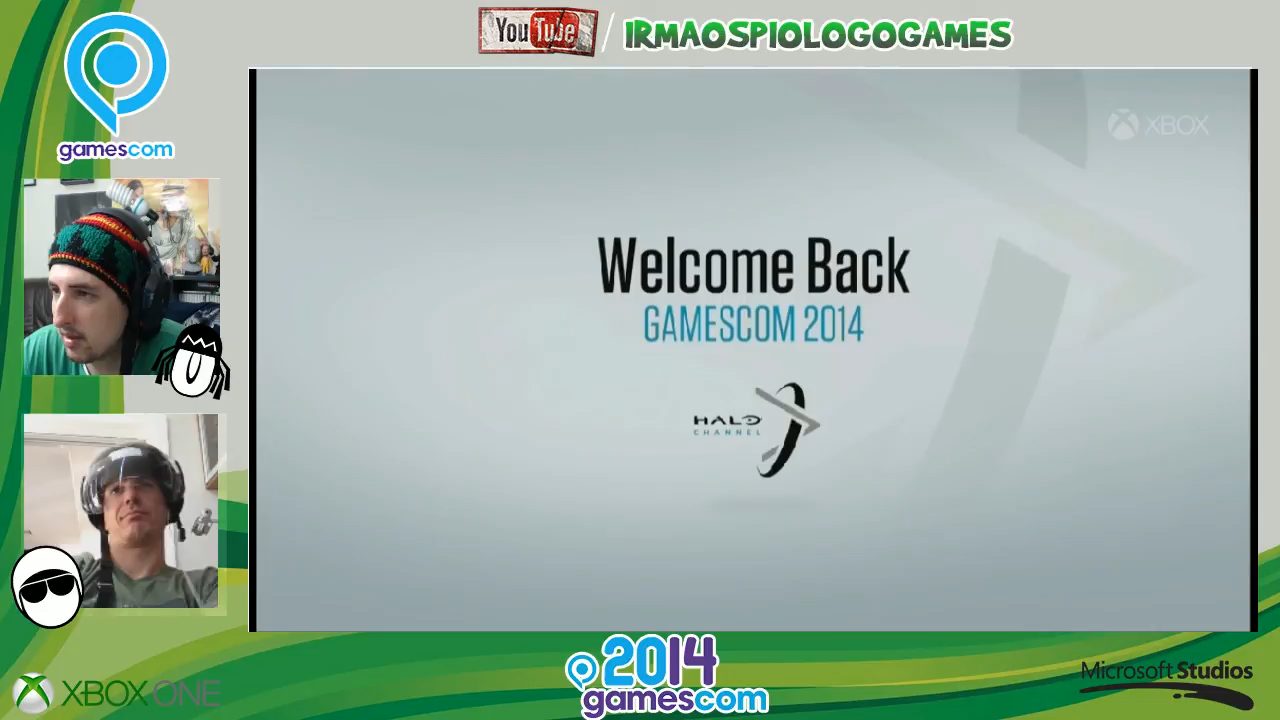 YouTube / IRMAOSPIOLOGOGAMES
gamescom
XBOX
Welcome Back
GAMESCOM 2014
HALO
CHANNEL
2014
gamescom
XBOX ONE
Microsoft Studios